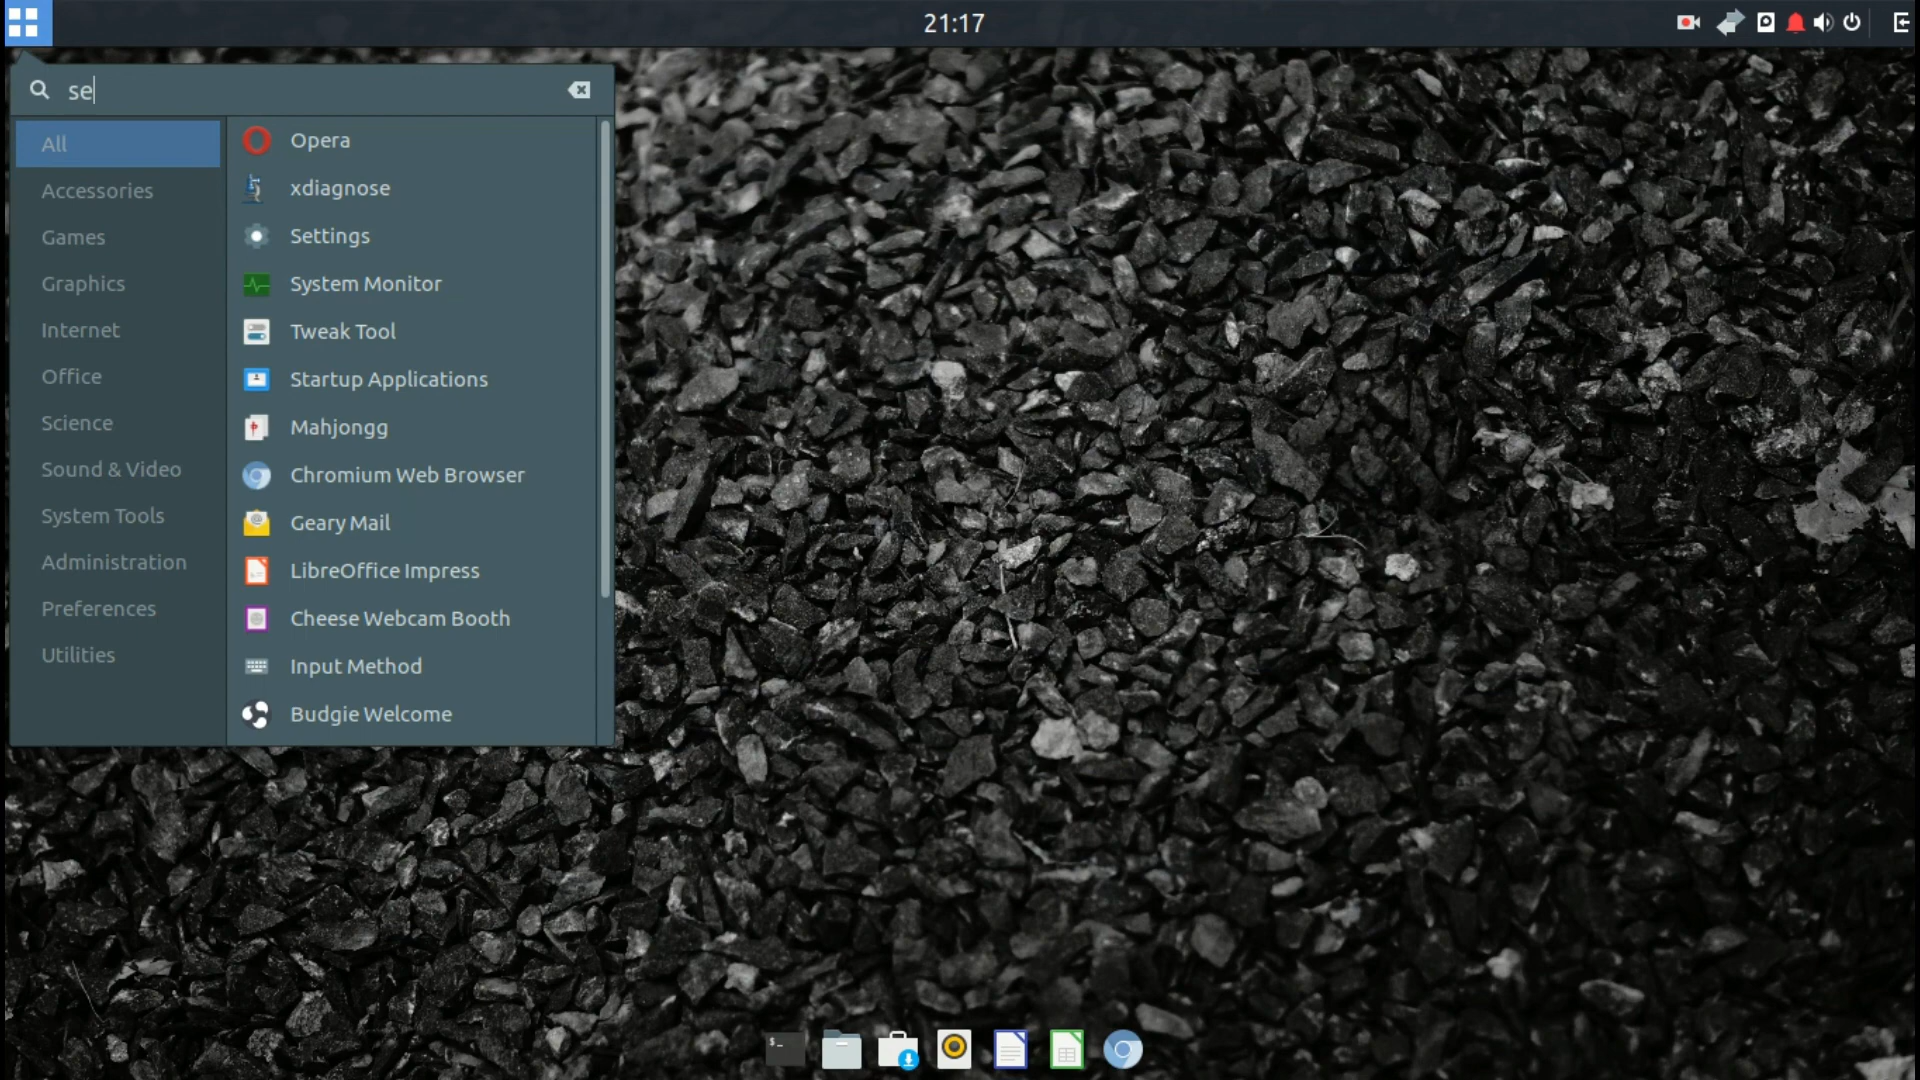 21:17
se
All
Accessories
Games
Graphics
Internet
Office
Science
Sound & Video
System Tools
Administration
Preferences
Utilities
Opera
xdiagnose
Settings
System Monitor
Tweak Tool
Startup Applications
Mahjongg
Chromium Web Browser
Geary Mail
LibreOffice Impress
Cheese Webcam Booth
Input Method
Budgie Welcome
$_